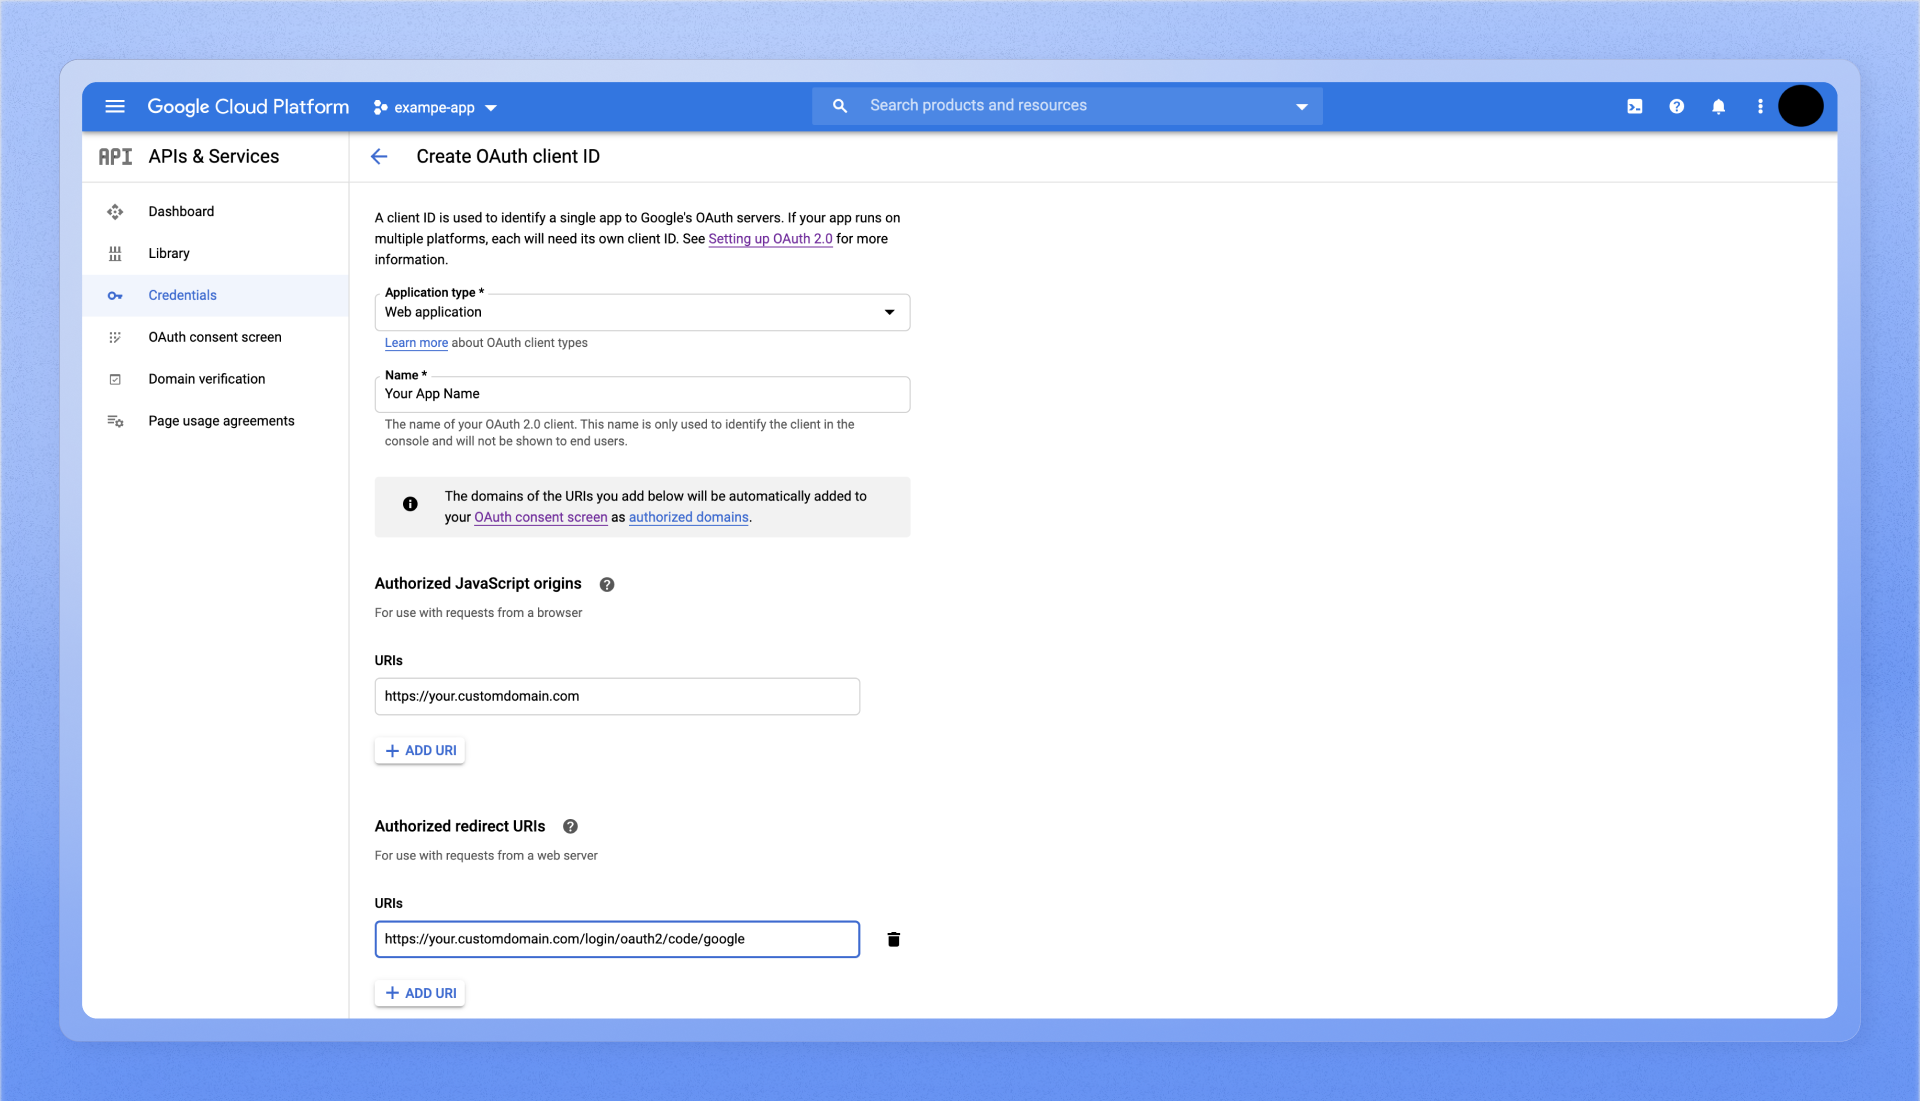 Google Cloud Platform
exampe-app
Search products and resources
API
APIs & Services
Create OAuth client ID
Dashboard
Library
Credentials
OAuth consent screen
Domain verification
Page usage agreements
A client ID is used to identify a single app to Google's OAuth servers. If your app runs on
multiple platforms, each will need its own client ID. See Setting up OAuth 2.0 for more
information.
Application type *
Web application
Learn more about OAuth client types
Name *
Your App Name
The name of your OAuth 2.0 client. This name is only used to identify the client in the
console and will not be shown to end users.
The domains of the URIs you add below will be automatically added to
your OAuth consent screen as authorized domains.
Authorized JavaScript origins
For use with requests from a browser
URIs
https://your.customdomain.com
ADD URI
Authorized redirect URIs
For use with requests from a web server
URIs
https://your.customdomain.com/login/oauth2/code/google
ADD URI